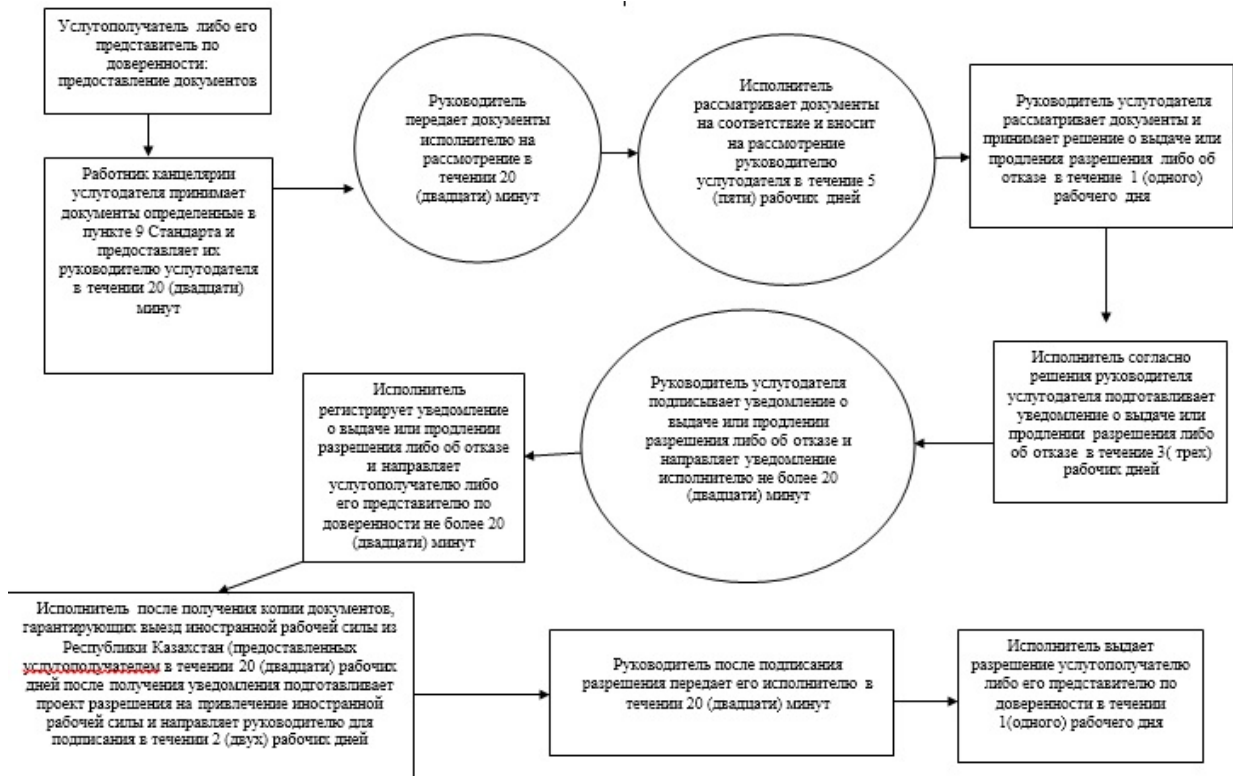 Услугополучатель либо его
представитель по
доверенности:
предоставление документов
Работник канцелярии
услугодателя принимает
документы определенные в
пункте 9 Стандарта и
предоставляет их
руководителю услугодателя
в течении 20 (двадцати)
минут
Руководитель
передает документы
исполнителю на
рассмотрение в
течении 20
(двадцати) минут
Исполнитель
рассматривает документы
на соответствие и вносит
на рассмотрение
руководителю
услугодателя в течение 5
(пяти) рабочих дней
Руководитель услугодателя
рассматривает документы и
принимает решение о выдаче или
продления разрешения либо об
отказе в течение 1 (одного)
рабочего дня
Исполнитель согласно
решения руководителя
услугодателя подготавливает
уведомление о выдаче или
продлении разрешения либо
об отказе в течение 3( трех)
рабочих дней
Руководитель услугодателя
подписывает уведомление о
выдаче или продлении
разрешения либо об отказе и
направляет уведомление
исполнителю не более 20
(двадцати) минут
Исполнитель
регистрирует уведомление
о выдаче или продлении
разрешения либо об отказе
и направляет
услугополучателю либо
его представителю по
доверенности не более 20
(двадцати) минут
Исполнитель после получения копии документов,
гарантирующих выезд иностранной рабочей силы из
Республики Казахстан (предоставленных
услугополучателем в течении 20 (двадцати) рабочих
дней после получения уведомления подготавливает
проект разрешения на привлечение иностранной
рабочей силы и направляет руководителю для
подписания в течении 2 (двух) рабочих дней
Руководитель после подписания
разрешения передает его исполнителю в
течении 20 (двадцати) минут
Исполнитель выдает
разрешение услугополучателю
либо его представителю по
доверенности в течении
1(одного) рабочего дня